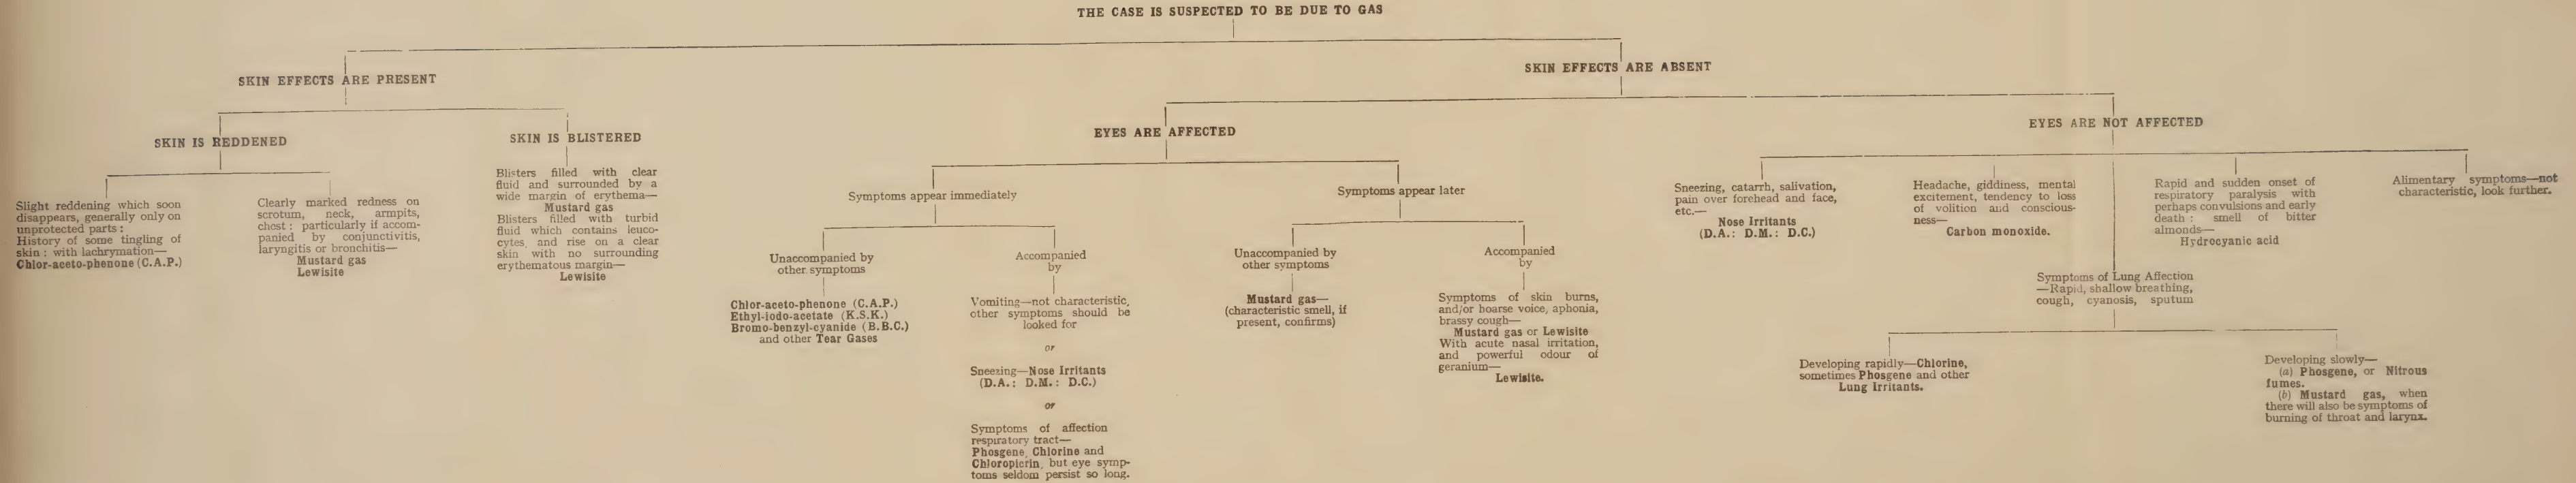 THE CASE IS SUSPECTED TO BE DUE TO GAS
SKIN EFFECTS ARE PRESENT
SKIN IS REDDENED
Slight reddening which soon
disappears, generally only on
unprotected parts :
History of some tingling of
skin : with lachrymation—
Chlor-aceto-phenone (C.A.P.)
Clearly marked redness on
scrotum, neck, armpits,
chest : particularly if accom-
panied by conjunctivitis,
laryngitis or bronchitis—
Mustard gas
Lewisite
SKIN IS BLISTERED
Blisters filled with clear
fluid and surrounded by a
wide margin of erythema—
Mustard gas
Blisters filled with turbid
fluid which contains leuco-
cytes, and rise on a clear
skin with no surrounding
erythematous margin—
Lewisite
SKIN EFFECTS ARE ABSENT
EYES ARE AFFECTED
Symptoms appear immediately
Unaccompanied by
other symptoms
Chlor-aceto-phenone (C.A.P.)
Ethyl-iodo-acetate (K.S.K.)
Bromo-benzyl-cyanide (B.B.C.)
and other Tear Gases
Accompanied
by
Vomiting—not characteristic,
other symptoms should be
looked for
or
Sneezing—Nose Irritants
(D.A.: D.M.: D.C.)
or
Symptoms of affection
respiratory tract—
Phosgene, Chlorine and
Chloropicrin, but eye symp-
toms seldom persist so long.
Symptoms appear later
Unaccompanied by
other symptoms
Mustard gas—
(characteristic smell, if
present, confirms)
Accompanied
by
Symptoms of skin burns,
and/or hoarse voice, aphonia,
brassy cough—
Mustard gas or Lewisite
With acute nasal irritation,
and powerful odour of
geranium—
Lewisite.
EYES ARE NOT AFFECTED
Sneezing, catarrh, salivation,
pain over forehead and face,
etc.—
Nose Irritants
(D.A.: D.M.: D.C.)
Headache, giddiness, mental
excitement, tendency to loss
of volition and conscious-
ness—
Carbon monoxide.
Symptoms of Lung Affection
—Rapid, shallow breathing,
cough, cyanosis, sputum
Developing rapidly—Chlorine,
sometimes Phosgene and other
Lung Irritants.
Developing slowly—
(a) Phosgene, or Nitrous
fumes.
(b) Mustard gas, when
there will also be symptoms of
burning of throat and larynx.
Rapid and sudden onset of
respiratory paralysis with
perhaps convulsions and early
death : smell of bitter
almonds—
Hydrocyanic acid
Alimentary symptoms—not
characteristic, look further.